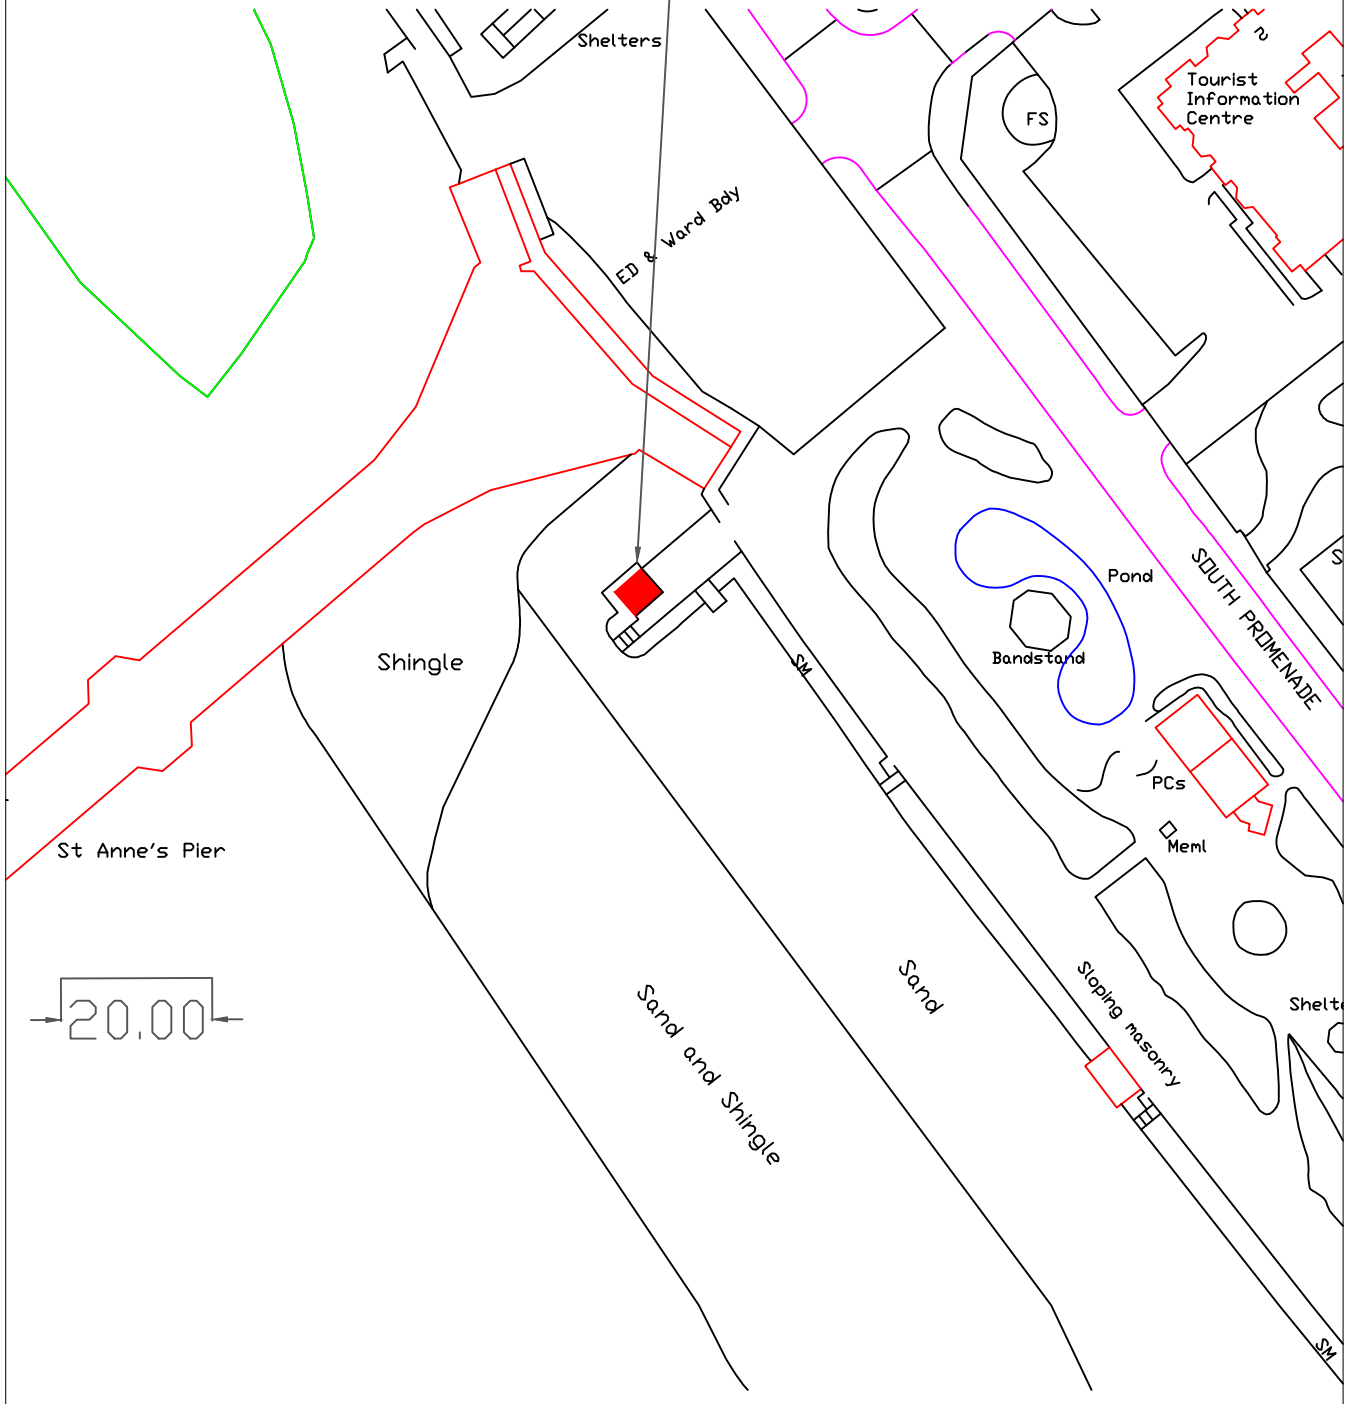 Shelters
Tourist
Information
Centre
FS
ED & Ward Bdy
Pond
SOUTH PROMENADE
Bandstand
Shingle
SM
PCs
Meml
St Anne's Pier
Sand
Sloping masonry
Shelte
20.00
Sand and Shingle
SM